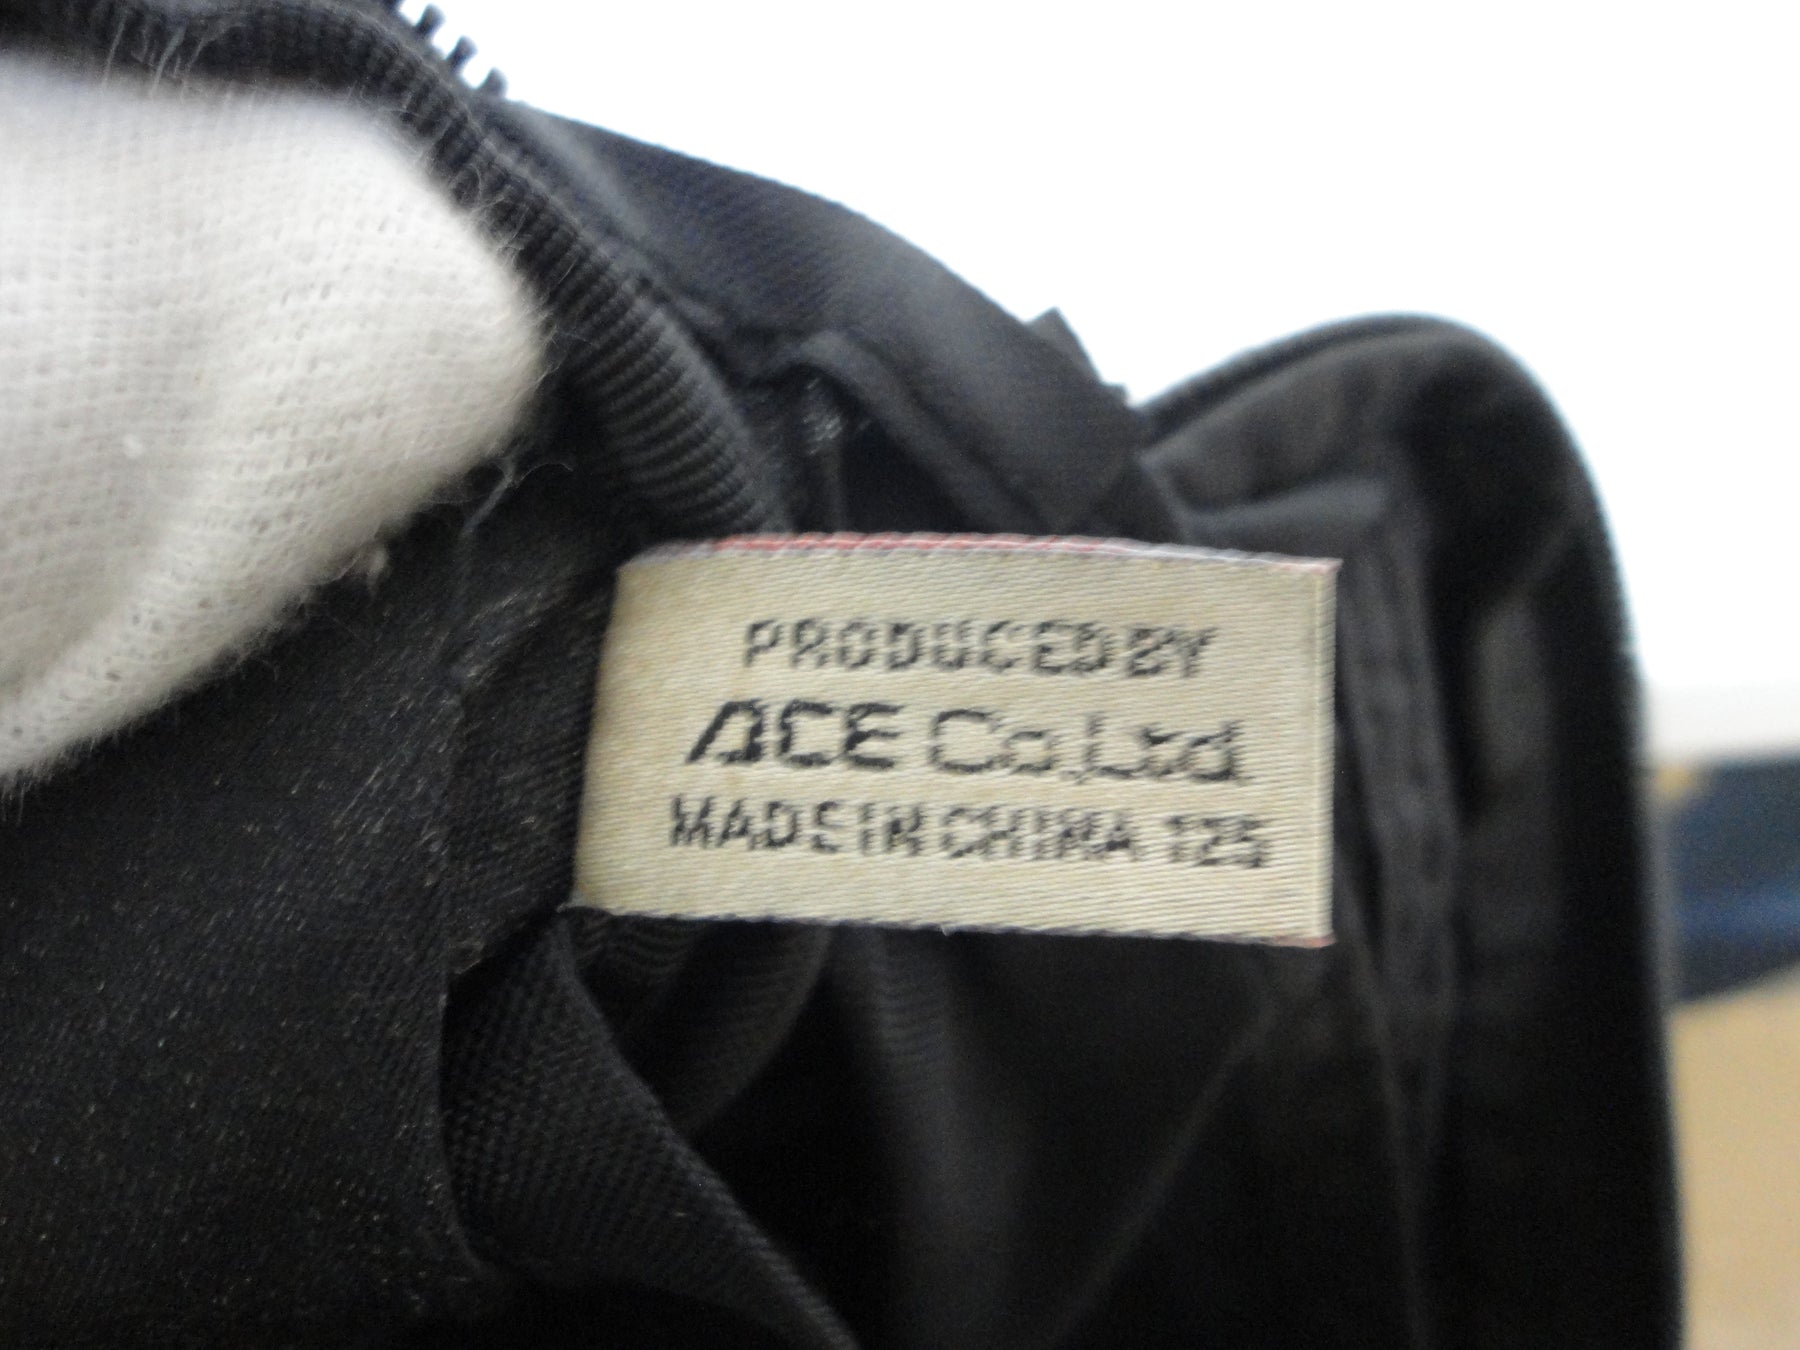 PRODUCED BY
ACE Co.,Ltd.
MADE IN CHINA 125